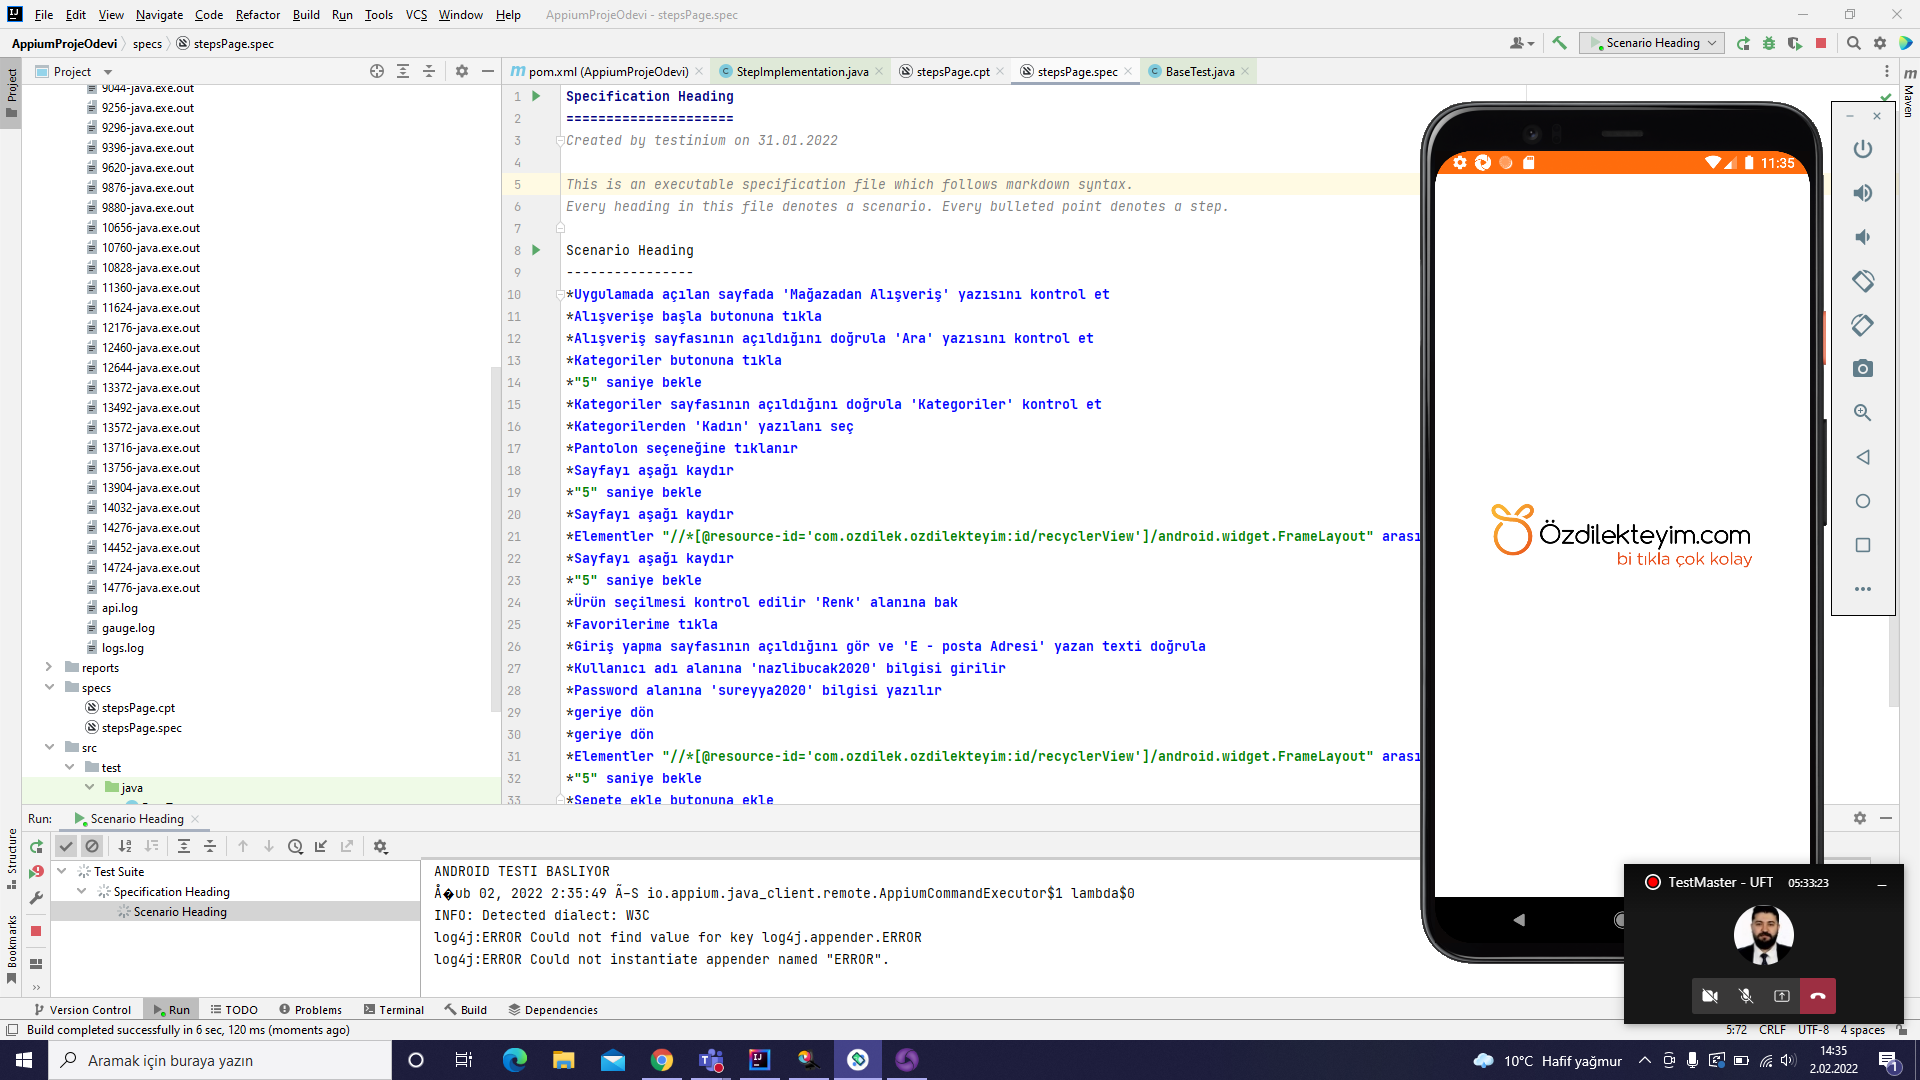 File Edit View Navigate Code Refactor Build Run Tools VCS Window Help AppiumProjeOdevi - stepsPage.spec
AppiumProjeOdevi specs stepsPage.spec
Scenario Heading
Project
pom.xml (AppiumProjeOdevi) StepImplementation.java stepsPage.cpt stepsPage.spec BaseTest.java
Project
Maven
9044-java.exe.out
9256-java.exe.out
9296-java.exe.out
9396-java.exe.out
9620-java.exe.out
9876-java.exe.out
9880-java.exe.out
10656-java.exe.out
10760-java.exe.out
10828-java.exe.out
11360-java.exe.out
11624-java.exe.out
12176-java.exe.out
12460-java.exe.out
12644-java.exe.out
13372-java.exe.out
13492-java.exe.out
13572-java.exe.out
13716-java.exe.out
13756-java.exe.out
13904-java.exe.out
14032-java.exe.out
14276-java.exe.out
14452-java.exe.out
14724-java.exe.out
14776-java.exe.out
api.log
gauge.log
logs.log
reports
specs
stepsPage.cpt
stepsPage.spec
src
test
java
1 Specification Heading
2 =====================
3 Created by testinium on 31.01.2022
4
5 This is an executable specification file which follows markdown syntax.
6 Every heading in this file denotes a scenario. Every bulleted point denotes a step.
7
8 Scenario Heading
9 ----------------
10 *Uygulamada açılan sayfada 'Mağazadan Alışveriş' yazısını kontrol et
11 *Alışverişe başla butonuna tıkla
12 *Alışveriş sayfasının açıldığını doğrula 'Ara' yazısını kontrol et
13 *Kategoriler butonuna tıkla
14 *"5" saniye bekle
15 *Kategoriler sayfasının açıldığını doğrula 'Kategoriler' kontrol et
16 *Kategorilerden 'Kadın' yazılanı seç
17 *Pantolon seçeneğine tıklanır
18 *Sayfayı aşağı kaydır
19 *"5" saniye bekle
20 *Sayfayı aşağı kaydır
21 *Elementler "//*[@resource-id='com.ozdilek.ozdilekteyim:id/recyclerView']/android.widget.FrameLayout" arası
22 *Sayfayı aşağı kaydır
23 *"5" saniye bekle
24 *Ürün seçilmesi kontrol edilir 'Renk' alanına bak
25 *Favorilerime tıkla
26 *Giriş yapma sayfasının açıldığını gör ve 'E - posta Adresi' yazan texti doğrula
27 *Kullanıcı adı alanına 'nazlibucak2020' bilgisi girilir
28 *Password alanına 'sureyya2020' bilgisi yazılır
29 *geriye dön
30 *geriye dön
31 *Elementler "//*[@resource-id='com.ozdilek.ozdilekteyim:id/recyclerView']/android.widget.FrameLayout" arası
32 *"5" saniye bekle
33 *Sepete ekle butonuna ekle
11:35
Özdilekteyim.com
bi tıkla çok kolay
Run: Scenario Heading
Structure
Bookmarks
Test Suite
Specification Heading
Scenario Heading
ANDROID TESTI BASLIYOR
Å�ub 02, 2022 2:35:49 Ã–S io.appium.java_client.remote.AppiumCommandExecutor$1 lambda$0
INFO: Detected dialect: W3C
log4j:ERROR Could not find value for key log4j.appender.ERROR
log4j:ERROR Could not instantiate appender named "ERROR".
TestMaster - UFT 05:33:23
Version Control Run TODO Problems Terminal Build Dependencies
Build completed successfully in 6 sec, 120 ms (moments ago)
5:72 CRLF UTF-8 4 spaces
Aramak için buraya yazın
10°C Hafif yağmur
14:35
2.02.2022
1